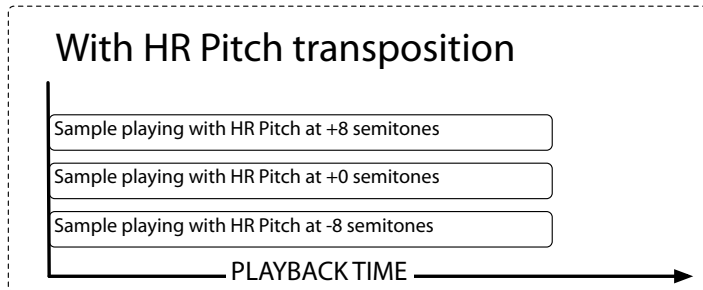 With HR Pitch transposition
Sample playing with HR Pitch at +8 semitones
Sample playing with HR Pitch at +0 semitones
Sample playing with HR Pitch at -8 semitones
PLAYBACK TIME